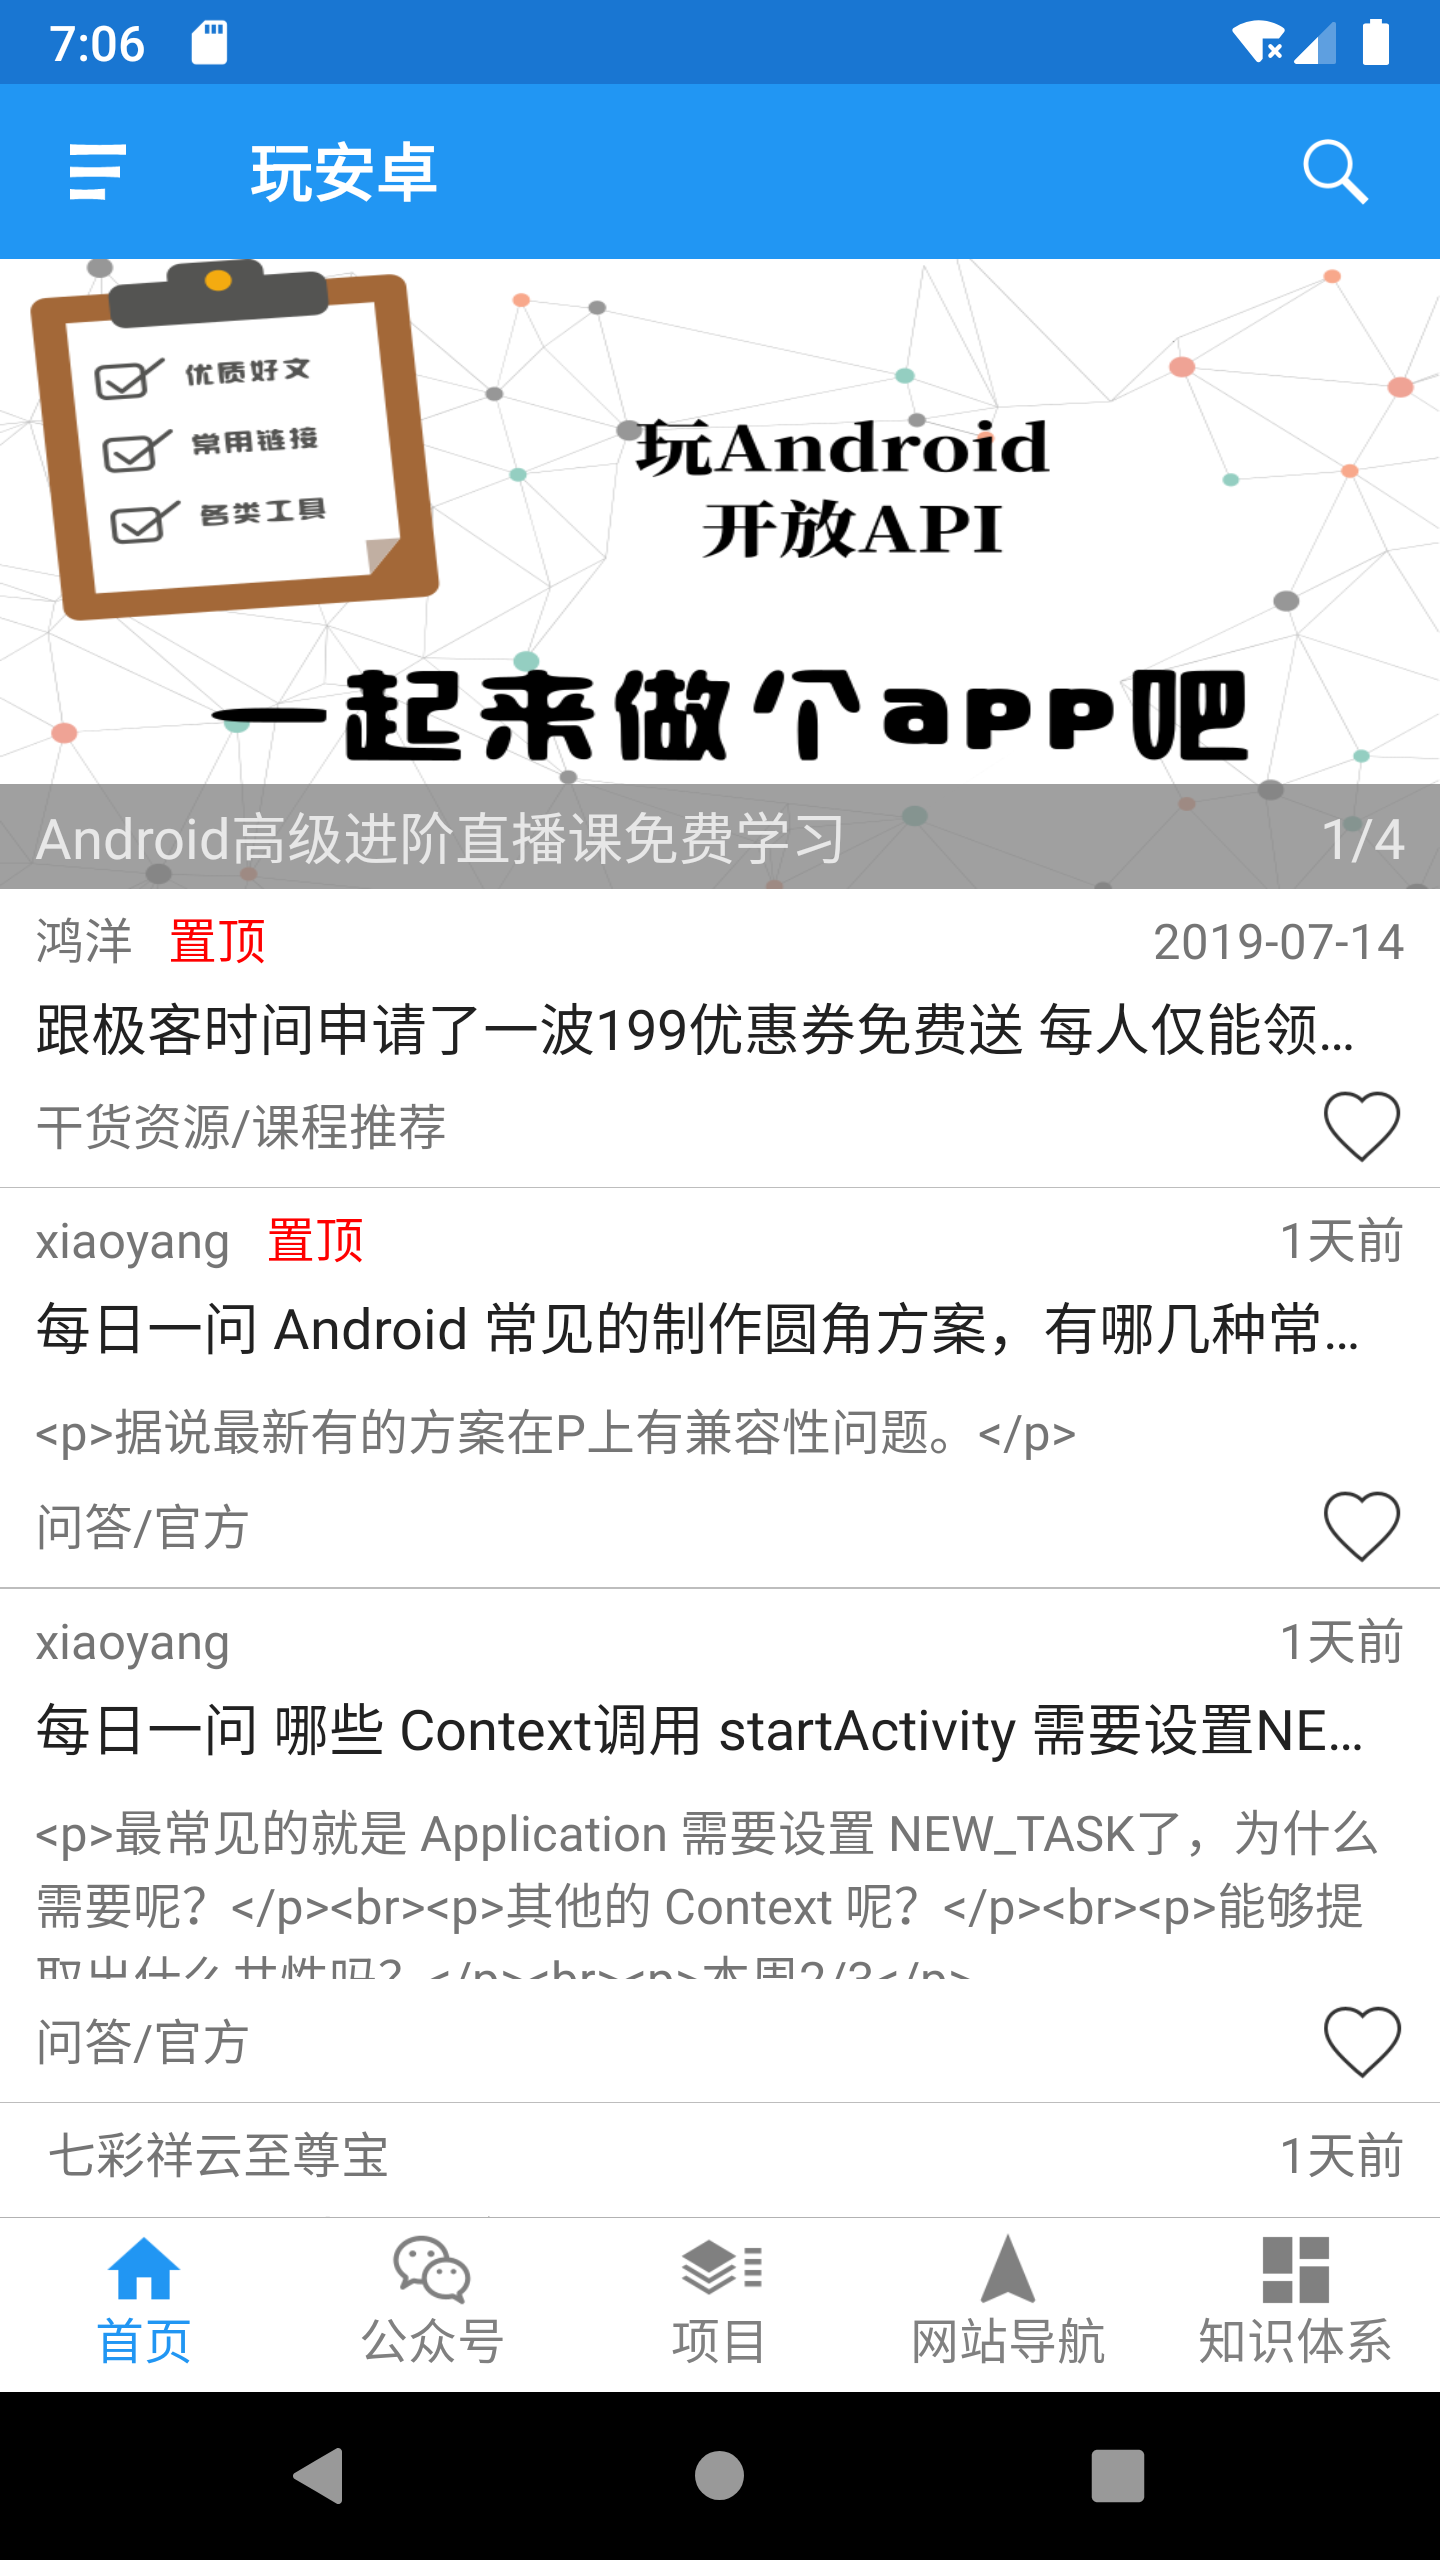 7:06
玩安卓
优质好文
常用链接
各类工具
玩Android
开放API
一起来做个app吧
Android高级进阶直播课免费学习 1/4
鸿洋 置顶 2019-07-14
跟极客时间申请了一波199优惠券免费送 每人仅能领...
干货资源/课程推荐
xiaoyang 置顶 1天前
每日一问 Android 常见的制作圆角方案，有哪几种常...
<p>据说最新有的方案在P上有兼容性问题。</p>
问答/官方
xiaoyang 1天前
每日一问 哪些 Context调用 startActivity 需要设置NE...
<p>最常见的就是 Application 需要设置 NEW_TASK了，为什么
需要呢？</p><br><p>其他的 Context 呢？</p><br><p>能够提
取出什么共性吗？</p><br><p>本周2/3</p>
问答/官方
七彩祥云至尊宝 1天前
首页 公众号 项目 网站导航 知识体系